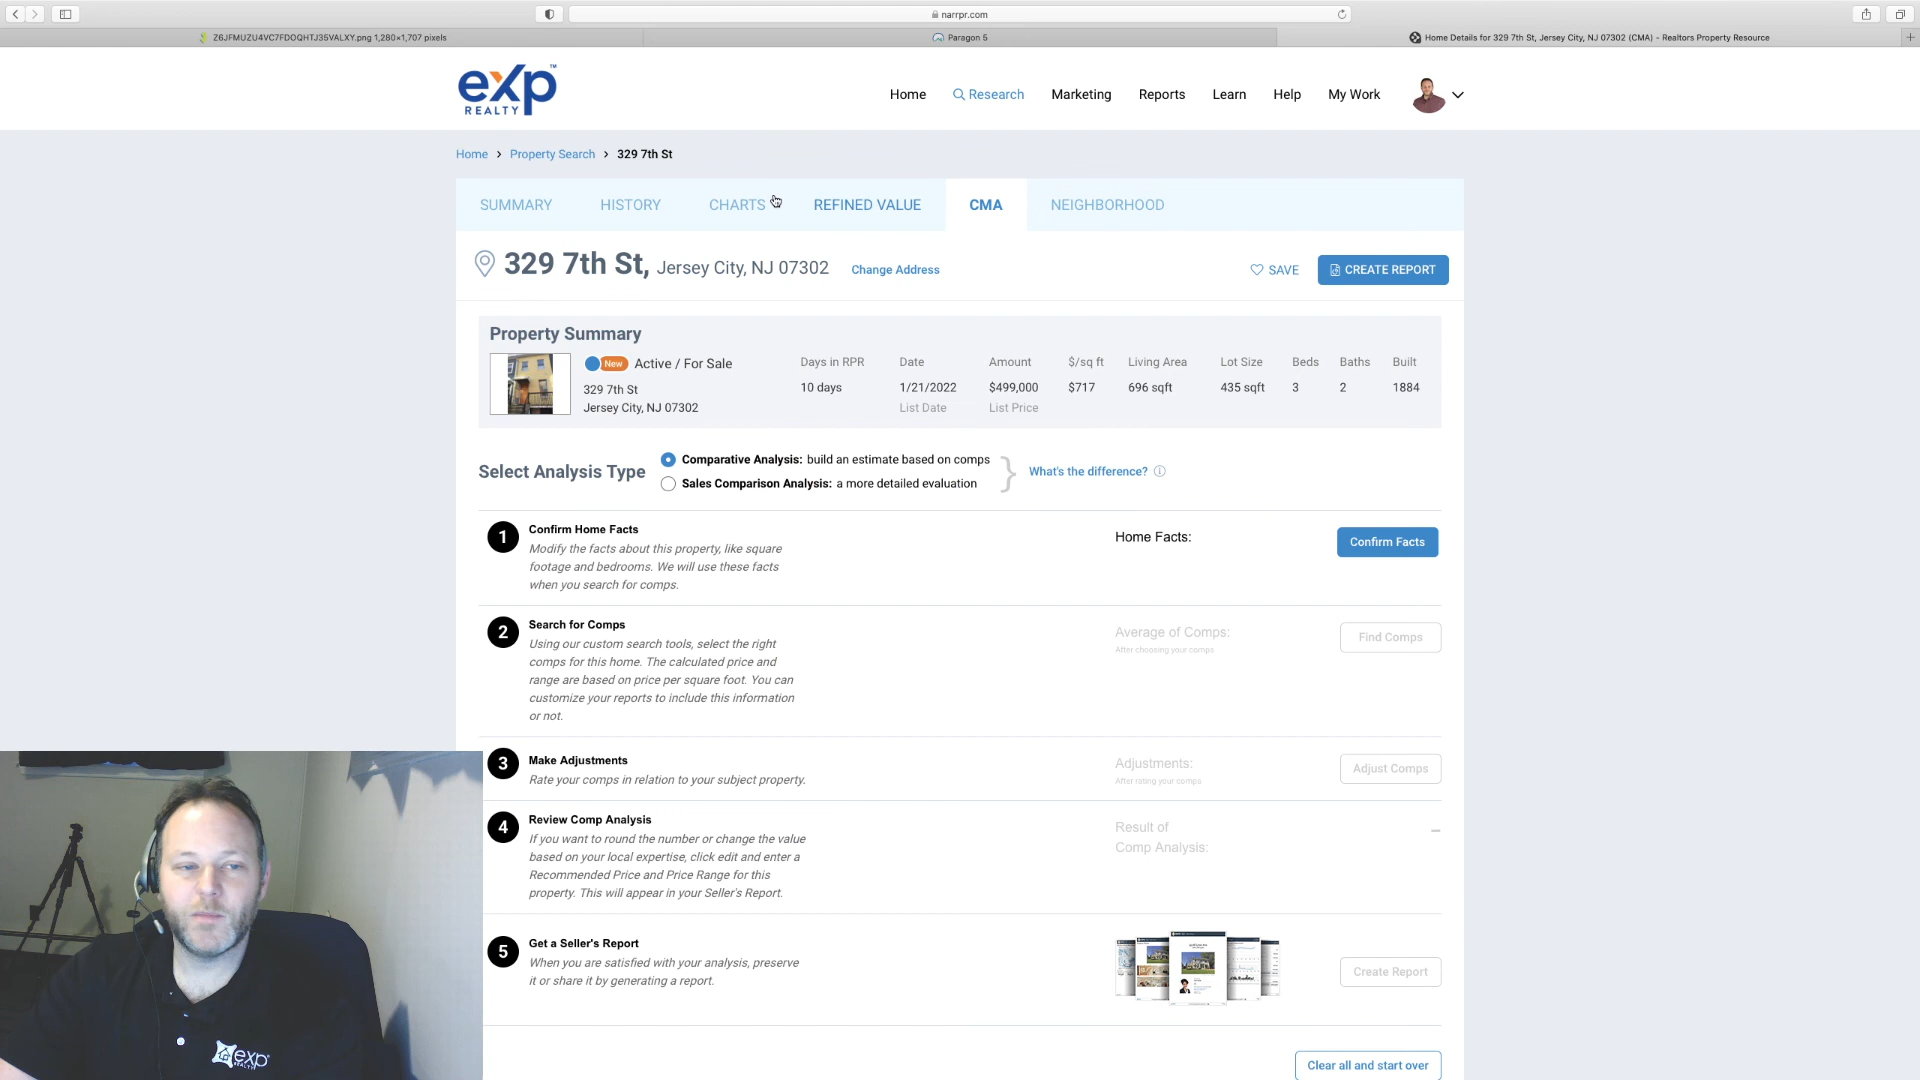 narrpr.com
Z6JFMUZU4VC7FDOQHTJ35VALXY.png 1,280×1,707 pixels
Paragon 5
Home Details for 329 7th St, Jersey City, NJ 07302 (CMA) - Realtors Property Resource
exp REALTY™
Home
Research
Marketing
Reports
Learn
Help
My Work
Home > Property Search > 329 7th St
SUMMARY
HISTORY
CHARTS
REFINED VALUE
CMA
NEIGHBORHOOD
329 7th St, Jersey City, NJ 07302
Change Address
SAVE
CREATE REPORT
Property Summary
New Active / For Sale
329 7th St
Jersey City, NJ 07302
Days in RPR Date Amount $/sq ft Living Area Lot Size Beds Baths Built
10 days 1/21/2022 $499,000 $717 696 sqft 435 sqft 3 2 1884
List Date List Price
Select Analysis Type
Comparative Analysis: build an estimate based on comps
Sales Comparison Analysis: a more detailed evaluation
What's the difference?
1
Confirm Home Facts
Modify the facts about this property, like square
footage and bedrooms. We will use these facts
when you search for comps.
Home Facts:
Confirm Facts
2
Search for Comps
Using our custom search tools, select the right
comps for this home. The calculated price and
range are based on price per square foot. You can
customize your reports to include this information
or not.
Average of Comps:
After choosing your comps
Find Comps
3
Make Adjustments
Rate your comps in relation to your subject property.
Adjustments:
After rating your comps
Adjust Comps
4
Review Comp Analysis
If you want to round the number or change the value
based on your local expertise, click edit and enter a
Recommended Price and Price Range for this
property. This will appear in your Seller's Report.
Result of
Comp Analysis:
–
5
Get a Seller's Report
When you are satisfied with your analysis, preserve
it or share it by generating a report.
Create Report
Clear all and start over
exp
REALTY